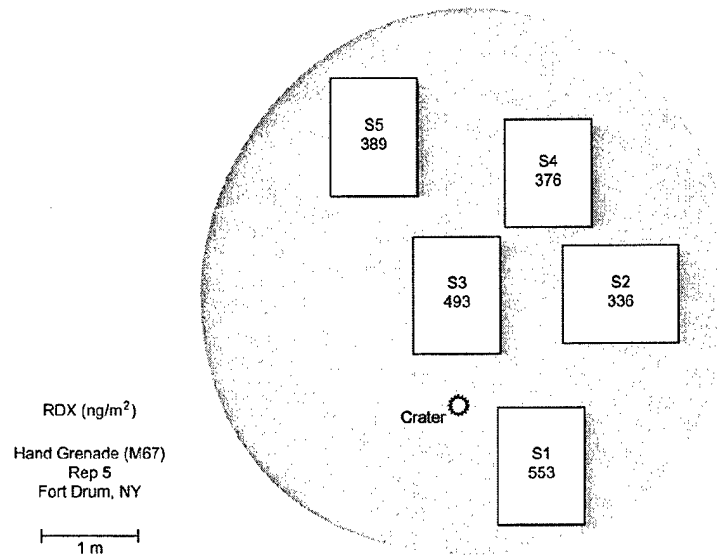 S5
389
S4
376
S3
493
S2
336
Crater
S1
553
RDX (ng/m²)
Hand Grenade (M67)
Rep 5
Fort Drum, NY
1 m